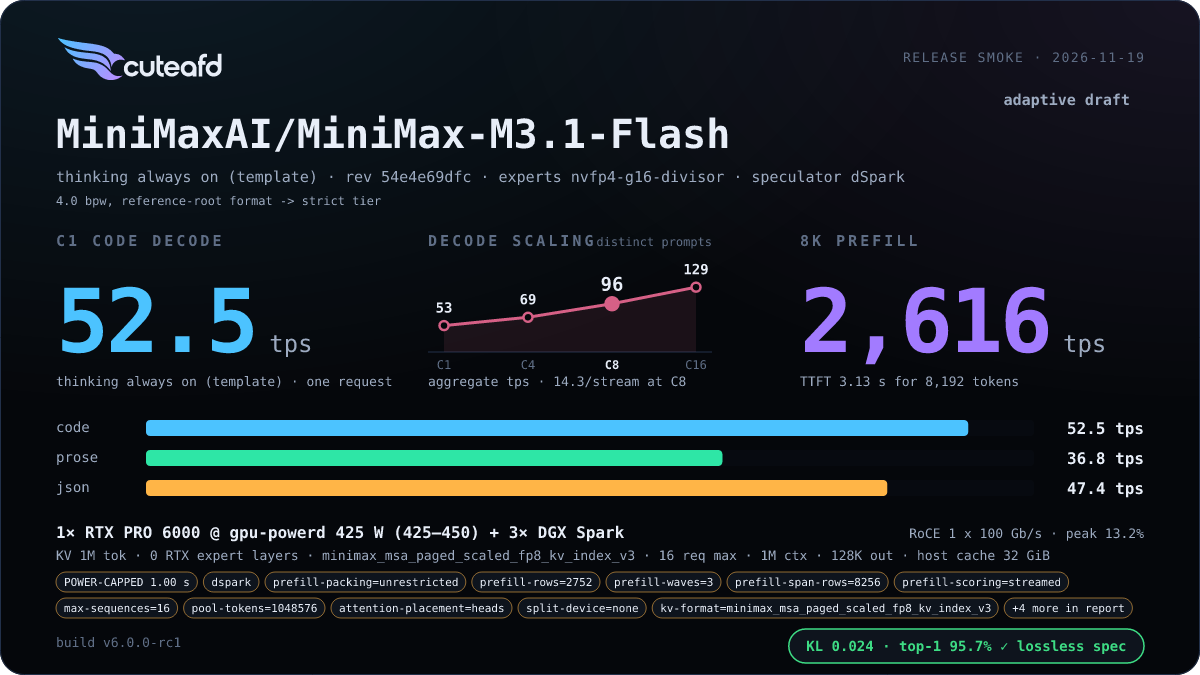 cuteafd
RELEASE SMOKE · 2026-11-19
adaptive draft
MiniMaxAI/MiniMax-M3.1-Flash
thinking always on (template) · rev 54e4e69dfc · experts nvfp4-g16-divisor · speculator dSpark
4.0 bpw, reference-root format -> strict tier
C1 CODE DECODE
52.5 tps
thinking always on (template) · one request
DECODE SCALING distinct prompts
53 69 96 129
C1 C4 C8 C16
aggregate tps · 14.3/stream at C8
8K PREFILL
2,616 tps
TTFT 3.13 s for 8,192 tokens
code 52.5 tps
prose 36.8 tps
json 47.4 tps
1× RTX PRO 6000 @ gpu-powerd 425 W (425–450) + 3× DGX Spark
RoCE 1 x 100 Gb/s · peak 13.2%
KV 1M tok · 0 RTX expert layers · minimax_msa_paged_scaled_fp8_kv_index_v3 · 16 req max · 1M ctx · 128K out · host cache 32 GiB
POWER-CAPPED 1.00 s dspark prefill-packing=unrestricted prefill-rows=2752 prefill-waves=3 prefill-span-rows=8256 prefill-scoring=streamed
max-sequences=16 pool-tokens=1048576 attention-placement=heads split-device=none kv-format=minimax_msa_paged_scaled_fp8_kv_index_v3 +4 more in report
build v6.0.0-rc1
KL 0.024 · top-1 95.7% ✓ lossless spec